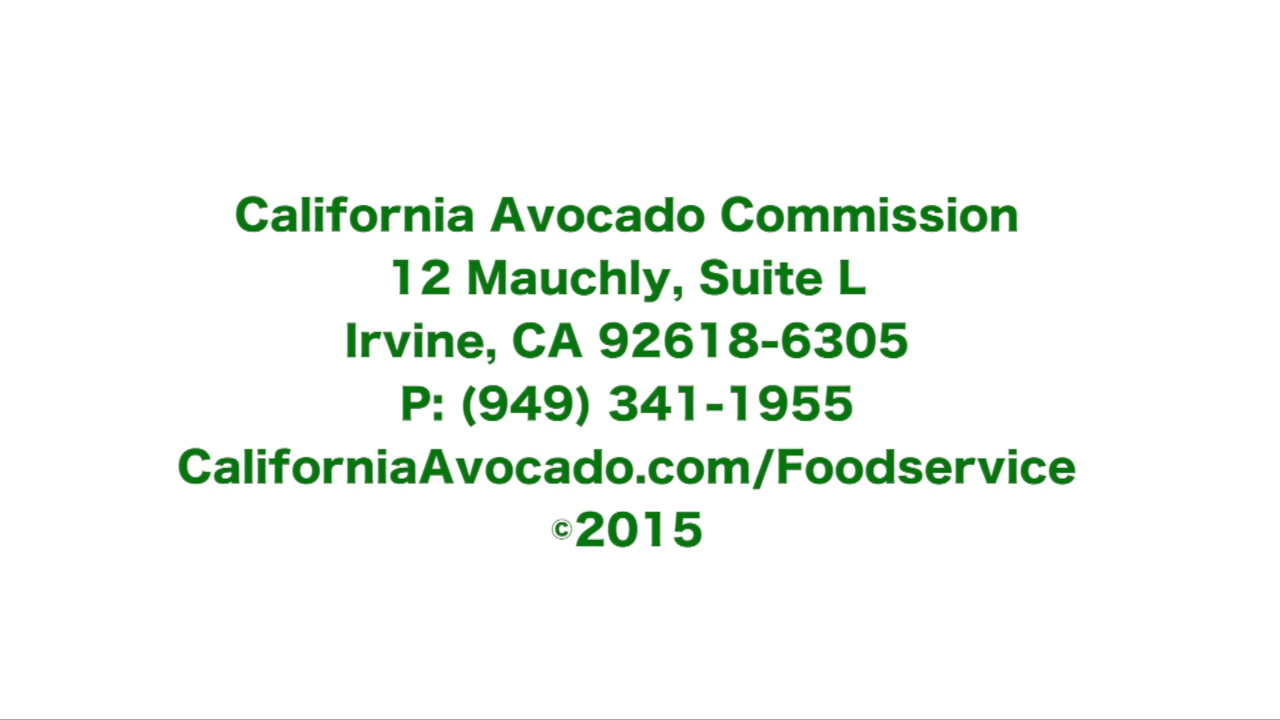 California Avocado Commission
12 Mauchly, Suite L
Irvine, CA 92618-6305
P: (949) 341-1955
CaliforniaAvocado.com/Foodservice
©2015